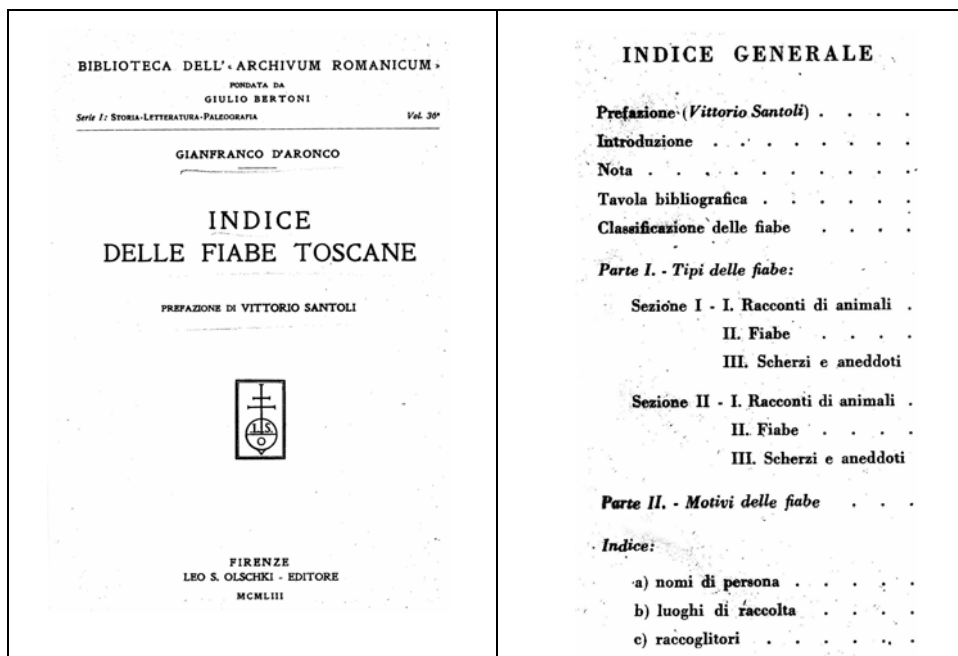 BIBLIOTECA DELL'«ARCHIVUM ROMANICUM»
FONDATA DA
GIULIO BERTONI
Serie I: STORIA-LETTERATURA-PALEOGRAFIA Vol. 36º
GIANFRANCO D'ARONCO
INDICE
DELLE FIABE TOSCANE
PREFAZIONE DI VITTORIO SANTOLI
L. S.
O
FIRENZE
LEO S. OLSCHKI - EDITORE
MCMLIII
INDICE GENERALE
Prefazione (Vittorio Santoli) . . . .
Introduzione . . . . . . . .
Nota . . . . . . . . . .
Tavola bibliografica . . . . . .
Classificazione delle fiabe . . . .
Parte I. - Tipi delle fiabe:
Sezione I - I. Racconti di animali .
II. Fiabe . . . .
III. Scherzi e aneddoti
Sezione II - I. Racconti di animali .
II. Fiabe . . . .
III. Scherzi e aneddoti
Parte II. - Motivi delle fiabe . . .
Indice:
a) nomi di persona . . . . .
b) luoghi di raccolta . . . .
c) raccoglitori . . . . . .